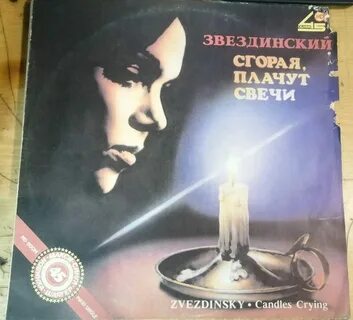 ЗВЕЗДИНСКИЙ
СГОРАЯ,
ПЛАЧУТ
СВЕЧИ
ZVEZDINSKY • Candles Crying